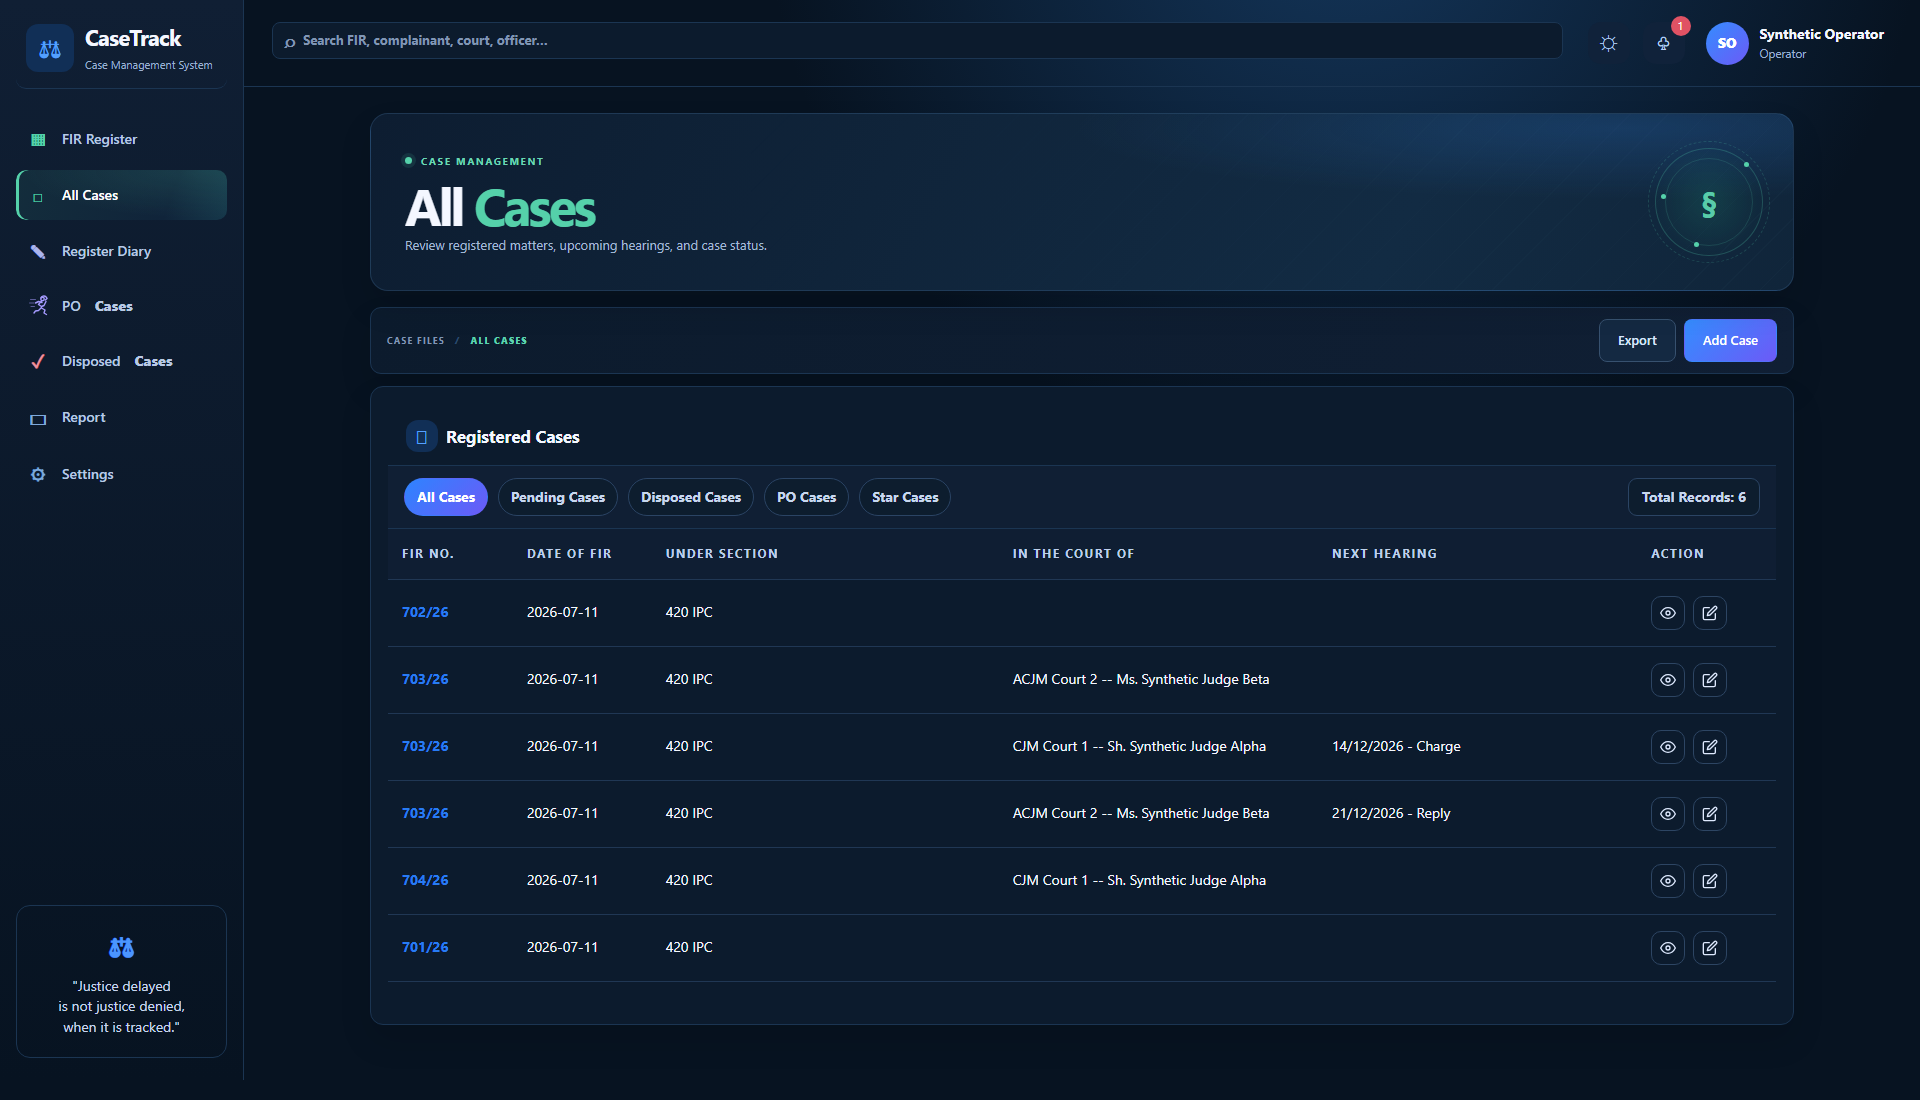 CaseTrack
Case Management System
Search FIR, complainant, court, officer...
1
SO
Synthetic Operator
Operator
FIR Register
All Cases
Register Diary
PO Cases
Disposed Cases
Report
Settings
"Justice delayed
is not justice denied,
when it is tracked."
CASE MANAGEMENT
All Cases
Review registered matters, upcoming hearings, and case status.
§
CASE FILES / ALL CASES
Export
Add Case
Registered Cases
All Cases Pending Cases Disposed Cases PO Cases Star Cases Total Records: 6
FIR NO. DATE OF FIR UNDER SECTION IN THE COURT OF NEXT HEARING ACTION
702/26 2026-07-11 420 IPC
703/26 2026-07-11 420 IPC ACJM Court 2 -- Ms. Synthetic Judge Beta
703/26 2026-07-11 420 IPC CJM Court 1 -- Sh. Synthetic Judge Alpha 14/12/2026 - Charge
703/26 2026-07-11 420 IPC ACJM Court 2 -- Ms. Synthetic Judge Beta 21/12/2026 - Reply
704/26 2026-07-11 420 IPC CJM Court 1 -- Sh. Synthetic Judge Alpha
701/26 2026-07-11 420 IPC